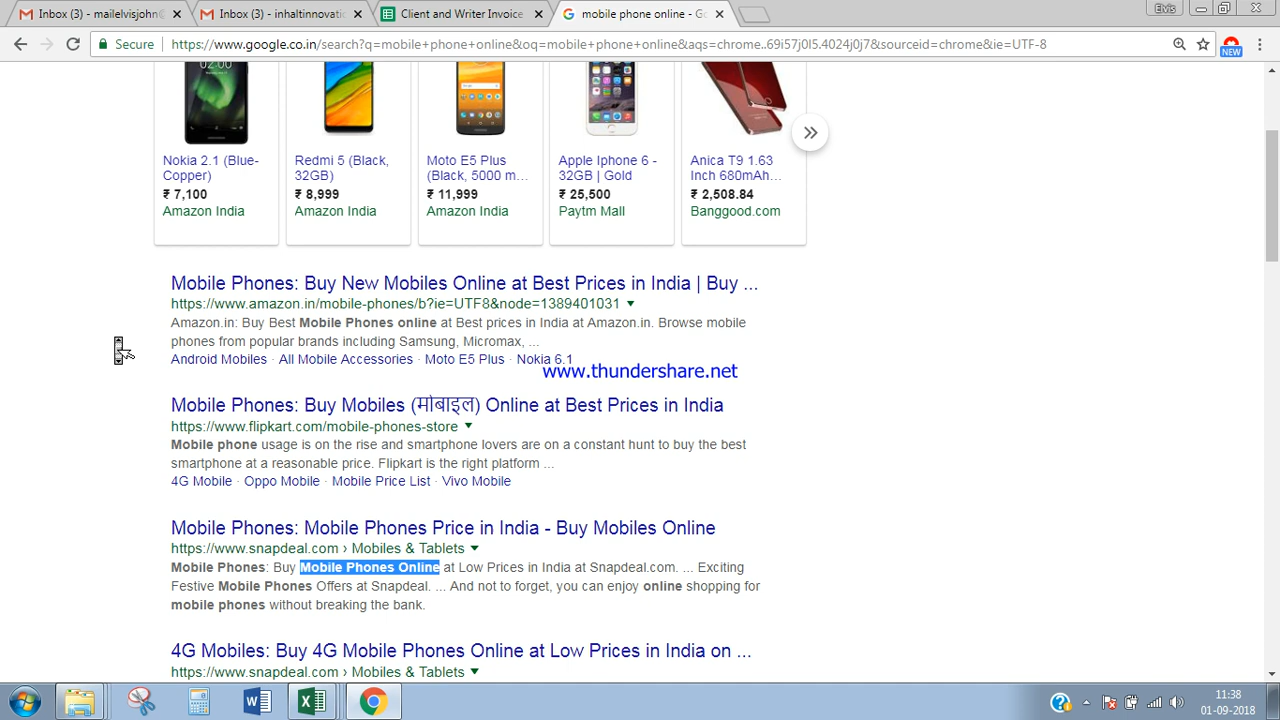 Inbox (3) - mailelvisjohn@
Inbox (3) - inhaltinnovatic
Client and Writer Invoice
mobile phone online - Go
Elvis
Secure
https://www.google.co.in/search?q=mobile+phone+online&oq=mobile+phone+online&aqs=chrome..69i57j0l5.4024j0j7&sourceid=chrome&ie=UTF-8
NEW
Nokia 2.1 (Blue-
Copper)
₹ 7,100
Amazon India
Redmi 5 (Black,
32GB)
₹ 8,999
Amazon India
Moto E5 Plus
(Black, 5000 m...
₹ 11,999
Amazon India
Apple Iphone 6 -
32GB | Gold
₹ 25,500
Paytm Mall
Anica T9 1.63
Inch 680mAh...
₹ 2,508.84
Banggood.com
Mobile Phones: Buy New Mobiles Online at Best Prices in India | Buy ...
https://www.amazon.in/mobile-phones/b?ie=UTF8&node=1389401031
Amazon.in: Buy Best Mobile Phones online at Best prices in India at Amazon.in. Browse mobile
phones from popular brands including Samsung, Micromax, ...
Android Mobiles · All Mobile Accessories · Moto E5 Plus · Nokia 6.1
www.thundershare.net
Mobile Phones: Buy Mobiles (मोबाइल) Online at Best Prices in India
https://www.flipkart.com/mobile-phones-store
Mobile phone usage is on the rise and smartphone lovers are on a constant hunt to buy the best
smartphone at a reasonable price. Flipkart is the right platform ...
4G Mobile · Oppo Mobile · Mobile Price List · Vivo Mobile
Mobile Phones: Mobile Phones Price in India - Buy Mobiles Online
https://www.snapdeal.com › Mobiles & Tablets
Mobile Phones: Buy Mobile Phones Online at Low Prices in India at Snapdeal.com. ... Exciting
Festive Mobile Phones Offers at Snapdeal. ... And not to forget, you can enjoy online shopping for
mobile phones without breaking the bank.
4G Mobiles: Buy 4G Mobile Phones Online at Low Prices in India on ...
https://www.snapdeal.com › Mobiles & Tablets
11:38
01-09-2018